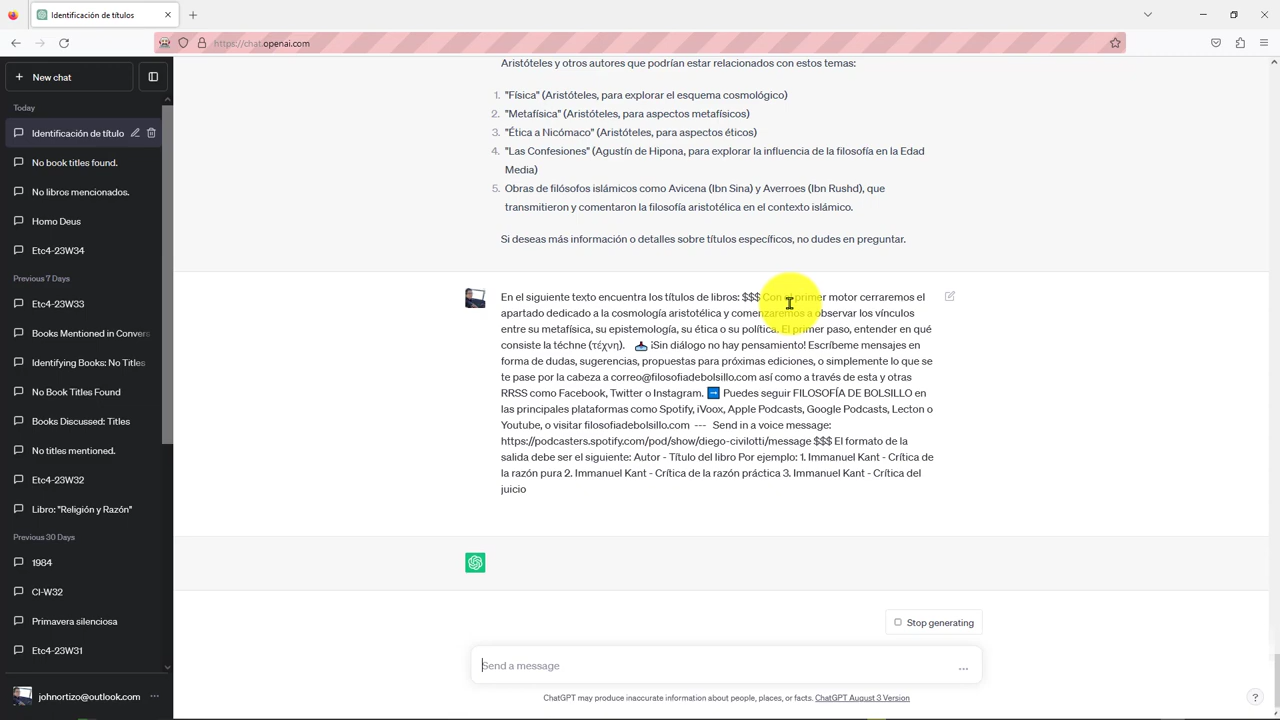 Identificación de títulos
https://chat.openai.com
New chat
Today
Identificación de título
No book titles found.
No libros mencionados.
Homo Deus
Etc4-23W34
Previous 7 Days
Etc4-23W33
Books Mentioned in Convers
Identifying Books: No Titles
No Book Titles Found
Books Discussed: Titles
No titles mentioned.
Etc4-23W32
Libro: "Religión y Razón"
Previous 30 Days
1984
CI-W32
Primavera silenciosa
Etc4-23W31
johnortizo@outlook.com
Aristóteles y otros autores que podrían estar relacionados con estos temas:
1. "Física" (Aristóteles, para explorar el esquema cosmológico)
2. "Metafísica" (Aristóteles, para aspectos metafísicos)
3. "Ética a Nicómaco" (Aristóteles, para aspectos éticos)
4. "Las Confesiones" (Agustín de Hipona, para explorar la influencia de la filosofía en la Edad
Media)
5. Obras de filósofos islámicos como Avicena (Ibn Sina) y Averroes (Ibn Rushd), que
transmitieron y comentaron la filosofía aristotélica en el contexto islámico.
Si deseas más información o detalles sobre títulos específicos, no dudes en preguntar.
En el siguiente texto encuentra los títulos de libros: $$$ Con el primer motor cerraremos el
apartado dedicado a la cosmología aristotélica y comenzaremos a observar los vínculos
entre su metafísica, su epistemología, su ética o su política. El primer paso, entender en qué
consiste la téchne (τέχνη). 📥 ¡Sin diálogo no hay pensamiento! Escríbeme mensajes en
forma de dudas, sugerencias, propuestas para próximas ediciones, o simplemente lo que se
te pase por la cabeza a correo@filosofiadebolsillo.com así como a través de esta y otras
RRSS como Facebook, Twitter o Instagram. ➡️ Puedes seguir FILOSOFÍA DE BOLSILLO en
las principales plataformas como Spotify, iVoox, Apple Podcasts, Google Podcasts, Lecton o
Youtube, o visitar filosofiadebolsillo.com --- Send in a voice message:
https://podcasters.spotify.com/pod/show/diego-civilotti/message $$$ El formato de la
salida debe ser el siguiente: Autor - Título del libro Por ejemplo: 1. Immanuel Kant - Crítica de
la razón pura 2. Immanuel Kant - Crítica de la razón práctica 3. Immanuel Kant - Crítica del
juicio
Stop generating
Send a message
ChatGPT may produce inaccurate information about people, places, or facts. ChatGPT August 3 Version
?